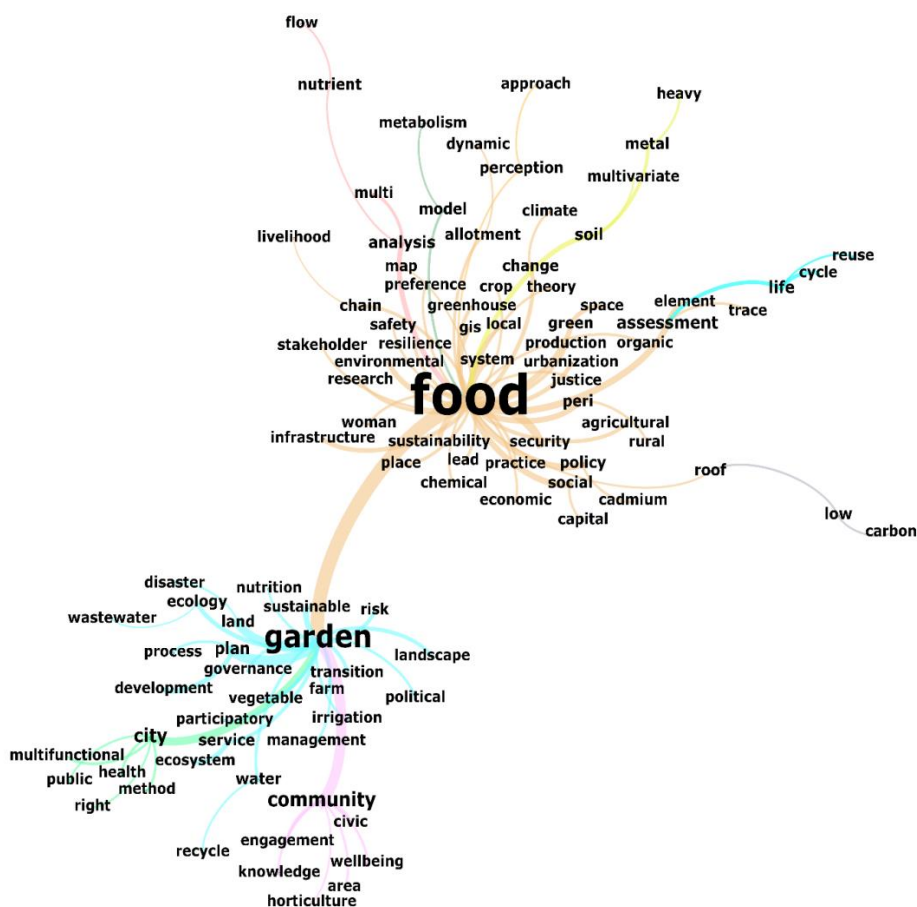 flow
nutrient
approach
heavy
metabolism
dynamic
metal
perception
multivariate
multi
model
climate
livelihood
analysis
allotment
soil
map
change
reuse
preference
crop
theory
cycle
life
chain
greenhouse
space
element
trace
safety
gis
local
green
assessment
stakeholder
resilience
production
organic
environmental
system
urbanization
research
justice
food
peri
woman
agricultural
infrastructure
sustainability
security
rural
place
lead
practice
policy
roof
chemical
social
economic
cadmium
capital
low
carbon
disaster
nutrition
ecology
sustainable
risk
wastewater
land
garden
process
plan
landscape
governance
transition
development
vegetable
farm
political
participatory
irrigation
city
service
management
multifunctional
ecosystem
public
health
water
method
right
community
civic
engagement
recycle
wellbeing
knowledge
area
horticulture